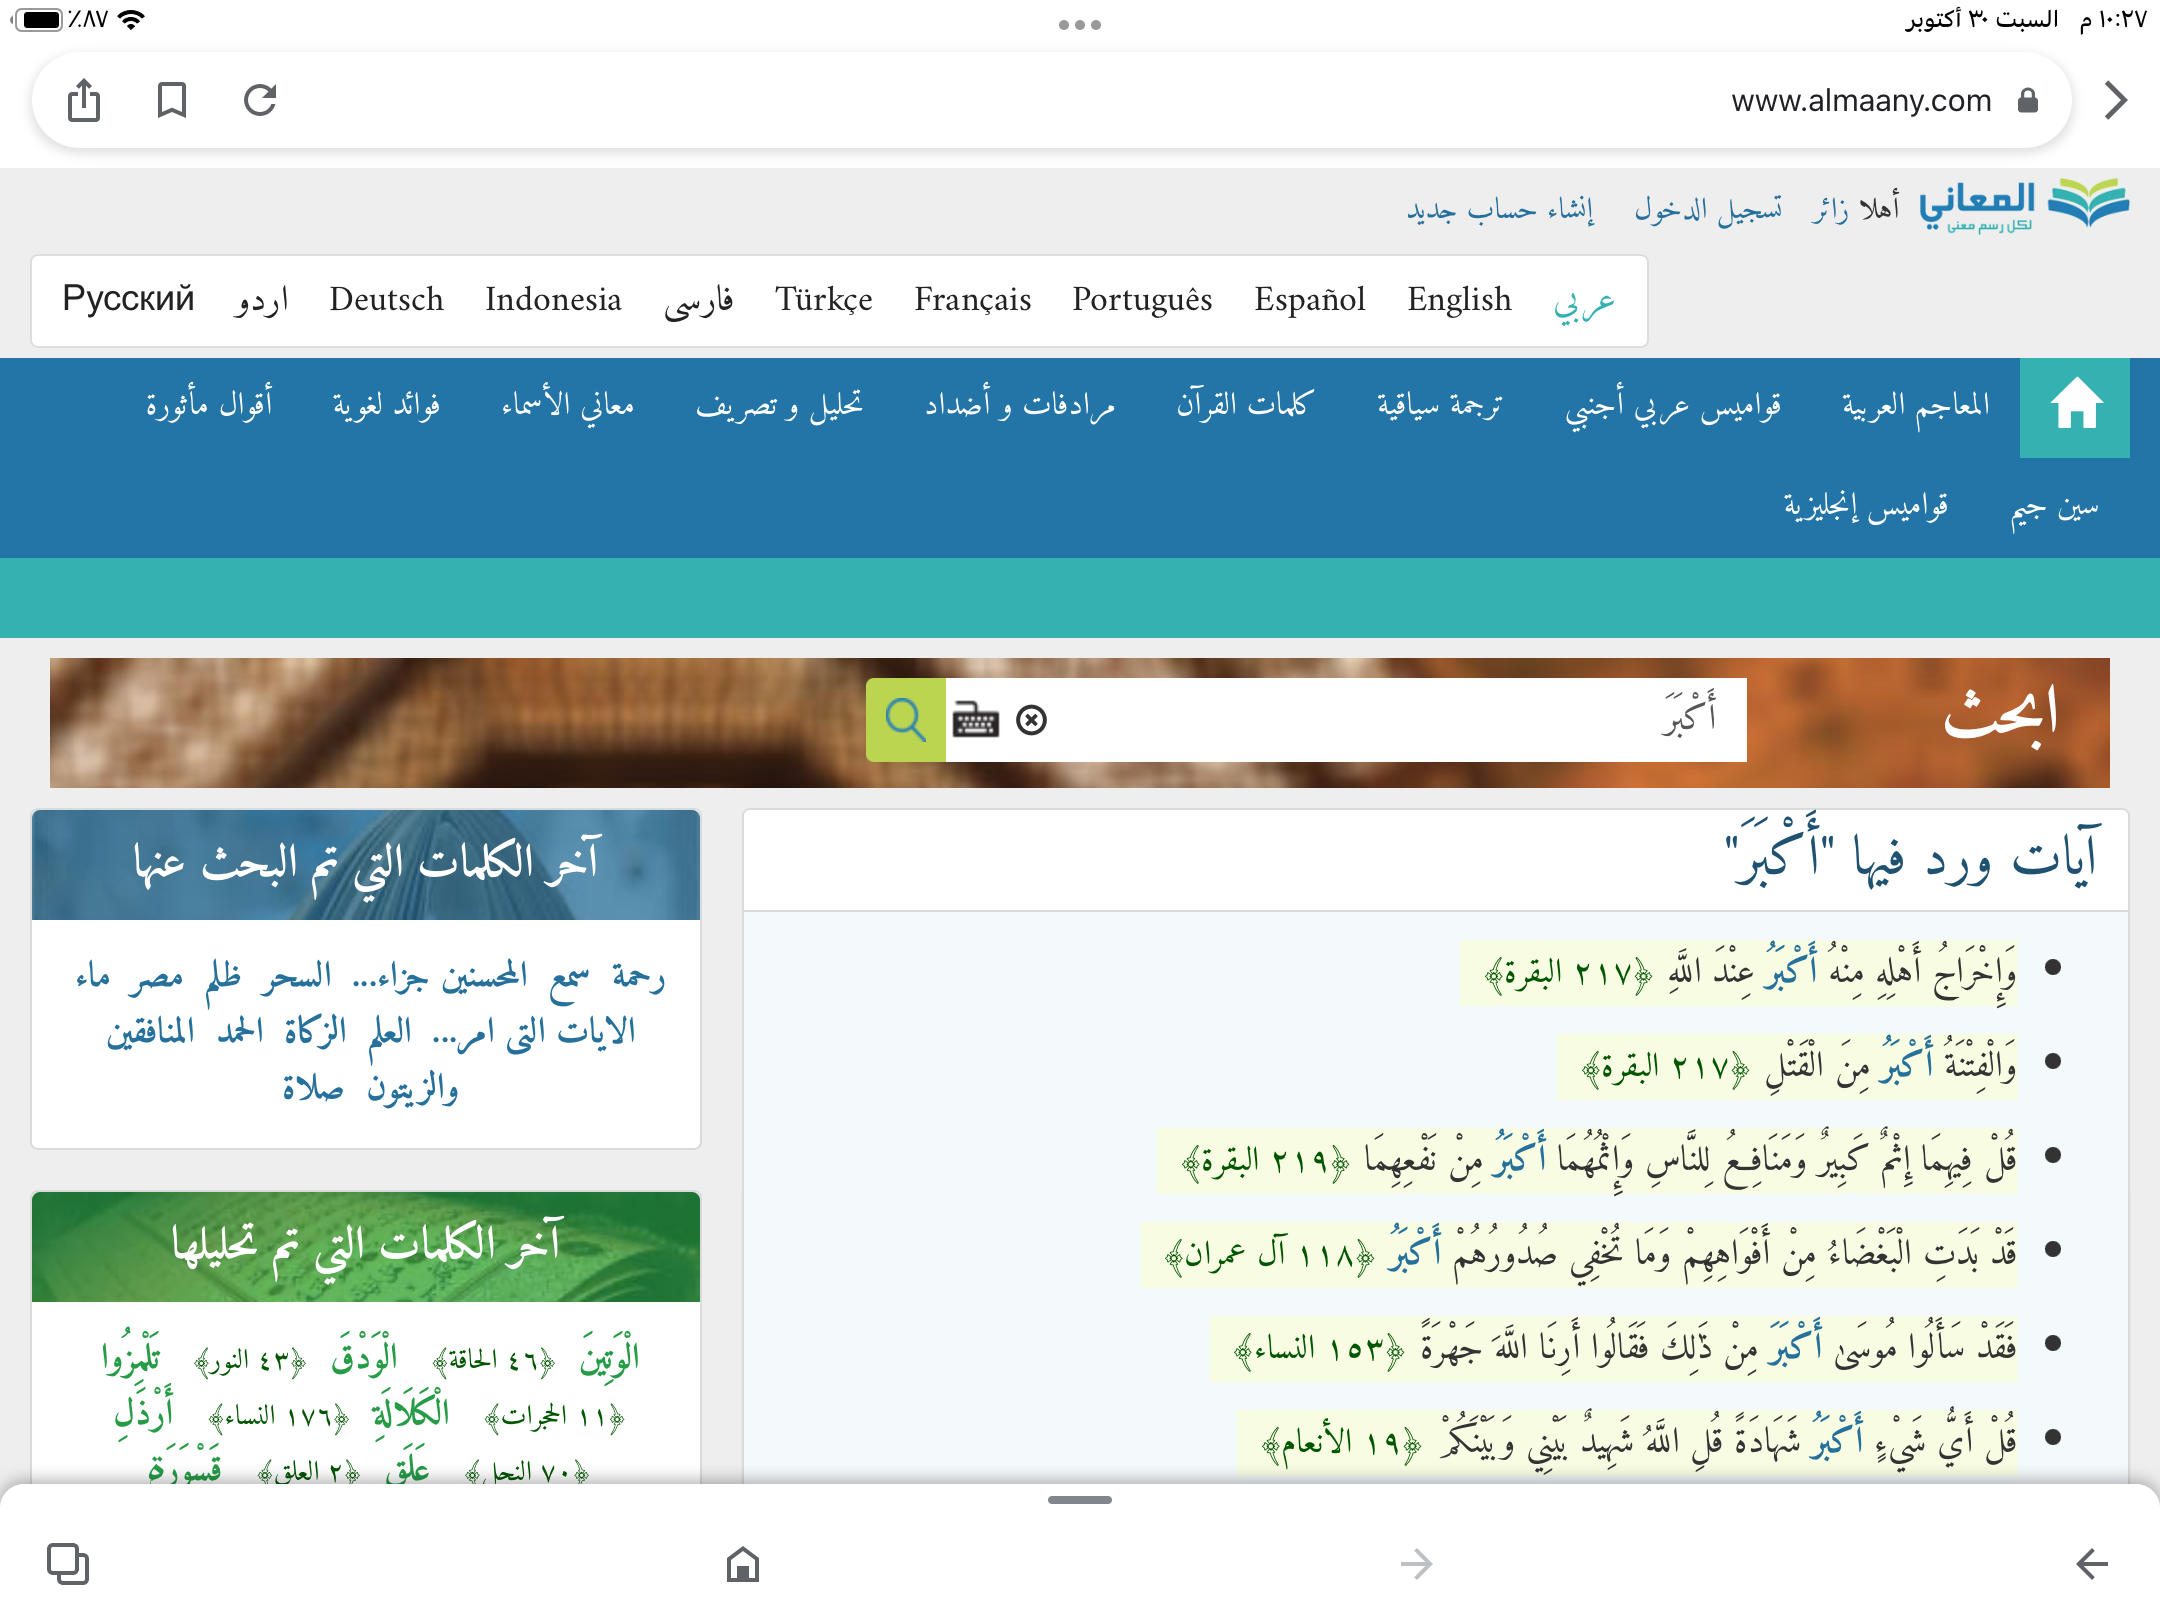 ١٠:٢٧ م السبت ٣٠ أكتوبر ٪٨٧
www.almaany.com
المعاني
لكل رسم معنى
أهلا زائر تسجيل الدخول إنشاء حساب جديد
عربي English Español Português Français Türkçe فارسی Indonesia Deutsch اردو Русский
المعاجم العربية قواميس عربي أجنبي ترجمة سياقية كلمات القرآن مرادفات و أضداد تحليل و تصريف معاني الأسماء فوائد لغوية أقوال مأثورة
سين جيم قواميس إنجليزية
ابحث أَكْبَرَ
آيات ورد فيها "أَكْبَرَ"
وَإِخْرَاجُ أَهْلِهِ مِنْهُ أَكْبَرُ عِنْدَ اللَّهِ ﴿٢١٧ البقرة﴾
وَالْفِتْنَةُ أَكْبَرُ مِنَ الْقَتْلِ ﴿٢١٧ البقرة﴾
قُلْ فِيهِمَا إِثْمٌ كَبِيرٌ وَمَنَافِعُ لِلنَّاسِ وَإِثْمُهُمَا أَكْبَرُ مِنْ نَفْعِهِمَا ﴿٢١٩ البقرة﴾
قَدْ بَدَتِ الْبَغْضَاءُ مِنْ أَفْوَاهِهِمْ وَمَا تُخْفِي صُدُورُهُمْ أَكْبَرُ ﴿١١٨ آل عمران﴾
فَقَدْ سَأَلُوا مُوسَىٰ أَكْبَرَ مِنْ ذَٰلِكَ فَقَالُوا أَرِنَا اللَّهَ جَهْرَةً ﴿١٥٣ النساء﴾
قُلْ أَيُّ شَيْءٍ أَكْبَرُ شَهَادَةً قُلِ اللَّهُ شَهِيدٌ بَيْنِي وَبَيْنَكُمْ ﴿١٩ الأنعام﴾
آخر الكلمات التي تم البحث عنها
رحمة سمع المحسنين جزاء... السحر ظلم مصر ماء
الايات التى امر... العلم الزكاة الحمد المنافقين
والزيتون صلاة
آخر الكلمات التي تم تحليلها
الْوَتِينَ ﴿٤٦ الحاقة﴾ الْوَدْقَ ﴿٤٣ النور﴾ تَلْمِزُوا
﴿١١ الحجرات﴾ الْكَلَالَةِ ﴿١٧٦ النساء﴾ أَرْذَلِ
﴿٧٠ النحل﴾ عَلَقٍ ﴿٢ العلق﴾ قَسْوَرَةٍ